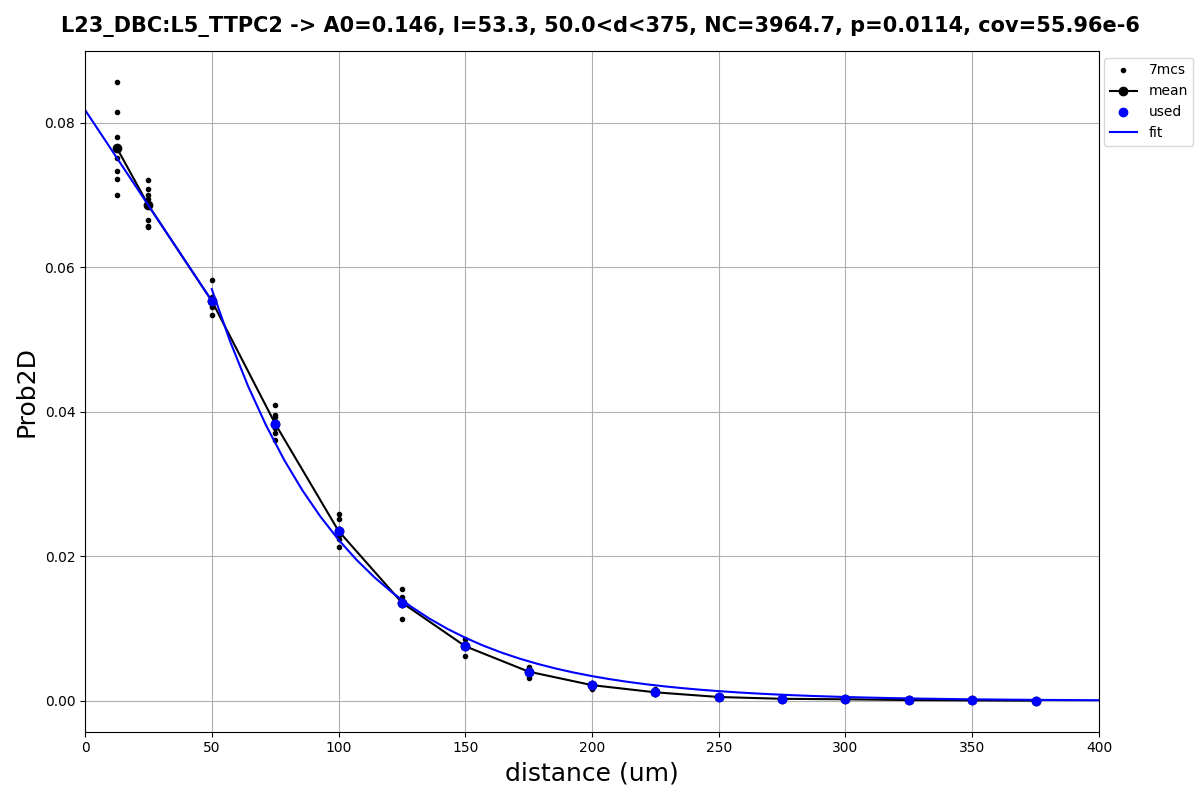 L23_DBC:L5_TTPC2 -> A0=0.146, l=53.3, 50.0<d<375, NC=3964.7, p=0.0114, cov=55.96e-6
7mcs
mean
used
fit
0.08
0.06
0.04
0.02
0.00
Prob2D
0 50 100 150 200 250 300 350 400
distance (um)